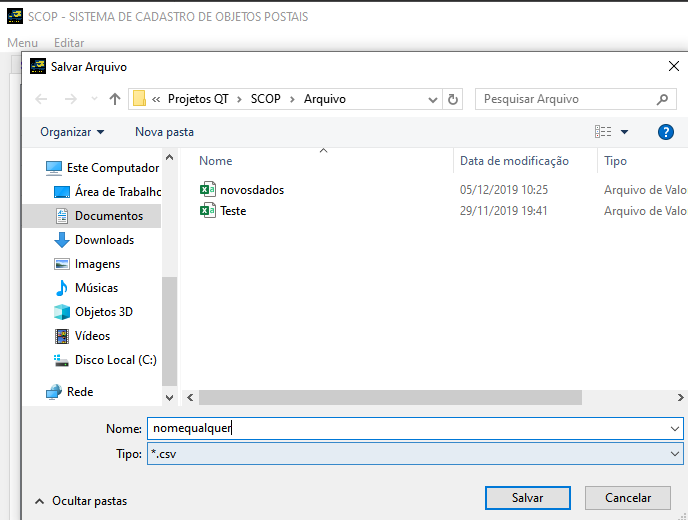 SCOP - SISTEMA DE CADASTRO DE OBJETOS POSTAIS
Menu Editar
Salvar Arquivo
« Projetos QT > SCOP > Arquivo
Pesquisar Arquivo
Organizar Nova pasta
Nome Data de modificação Tipo
novosdados 05/12/2019 10:25 Arquivo de Valo
Teste 29/11/2019 19:41 Arquivo de Valo
Este Computador
Área de Trabalho
Documentos
Downloads
Imagens
Músicas
Objetos 3D
Vídeos
Disco Local (C:)
Rede
Nome: nomequalquer
Tipo: *.csv
Ocultar pastas
Salvar Cancelar